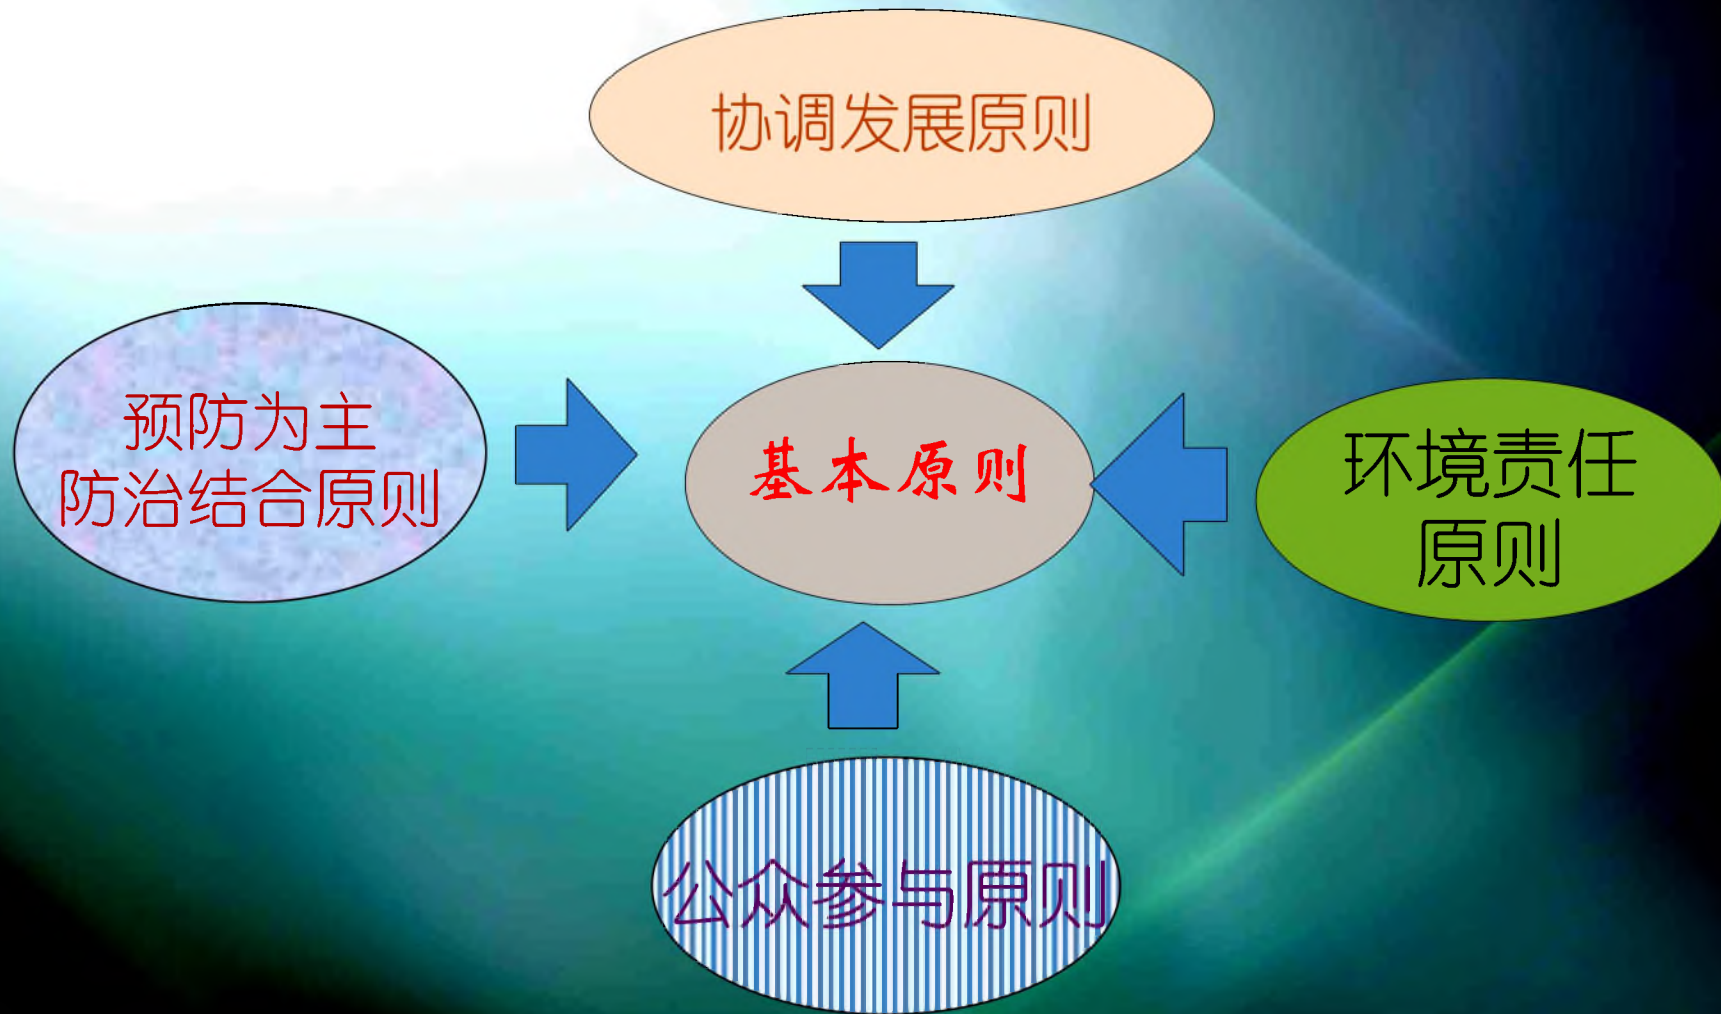 协调发展原则
预防为主
防治结合原则
基本原则
环境责任
原则
公众参与原则